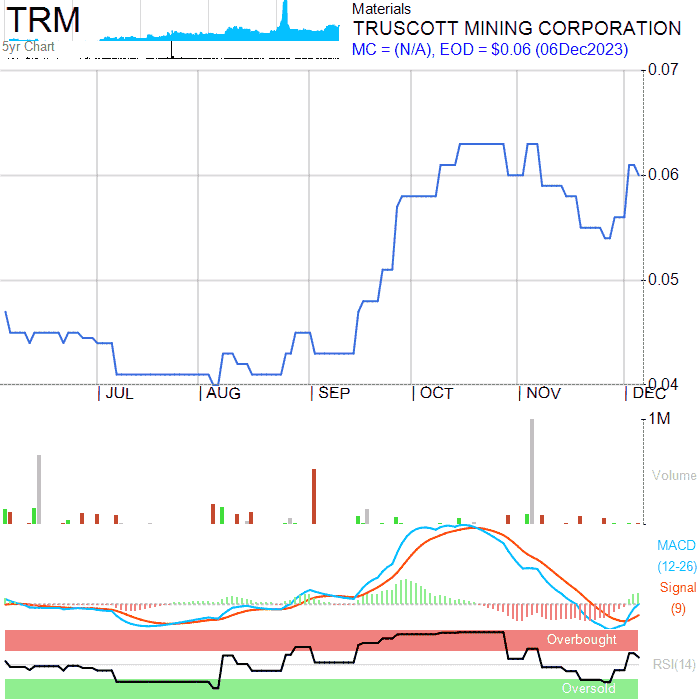 TRM
5yr Chart
Materials
TRUSCOTT MINING CORPORATION
MC = (N/A), EOD = $0.06 (06Dec2023)
0.07
0.06
0.05
0.04
JUL
AUG
SEP
OCT
NOV
DEC
1M
Volume
MACD
(12-26)
Signal
(9)
Overbought
RSI(14)
Oversold